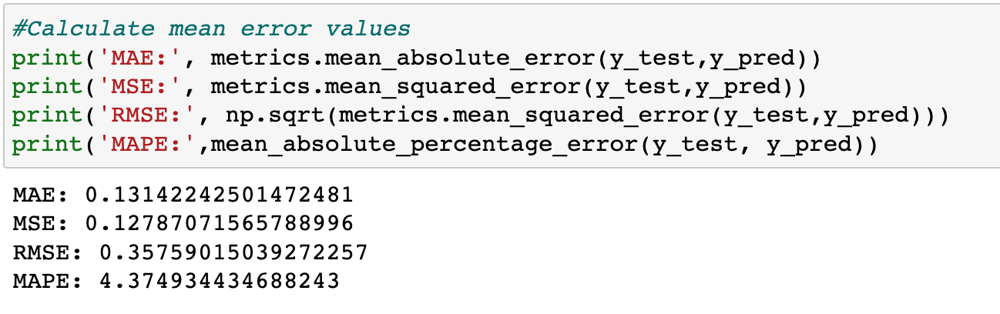 #Calculate mean error values
print('MAE:', metrics.mean_absolute_error(y_test,y_pred))
print('MSE:', metrics.mean_squared_error(y_test,y_pred))
print('RMSE:', np.sqrt(metrics.mean_squared_error(y_test,y_pred)))
print('MAPE:',mean_absolute_percentage_error(y_test, y_pred))
MAE: 0.13142242501472481
MSE: 0.12787071565788996
RMSE: 0.35759015039272257
MAPE: 4.374934434688243